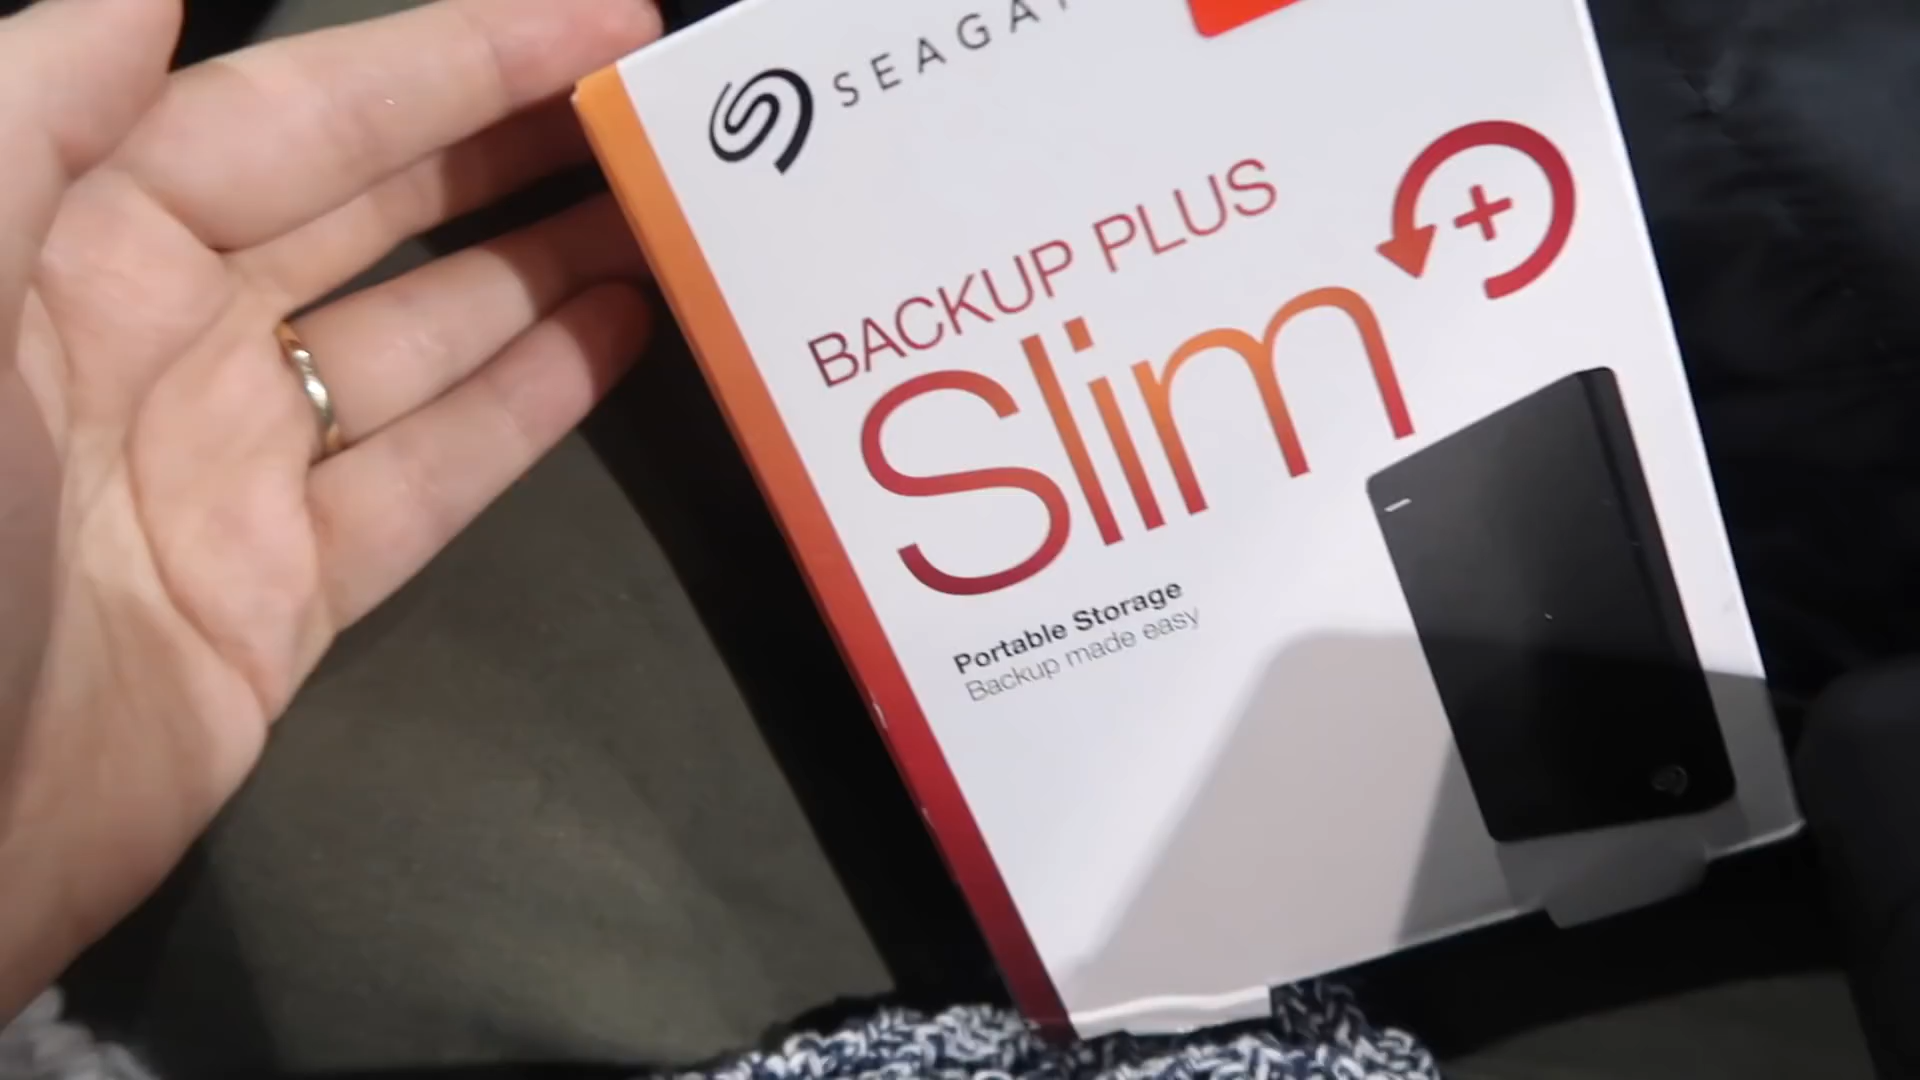 SEAGA
BACKUP PLUS
Slim
Portable Storage
Backup made easy